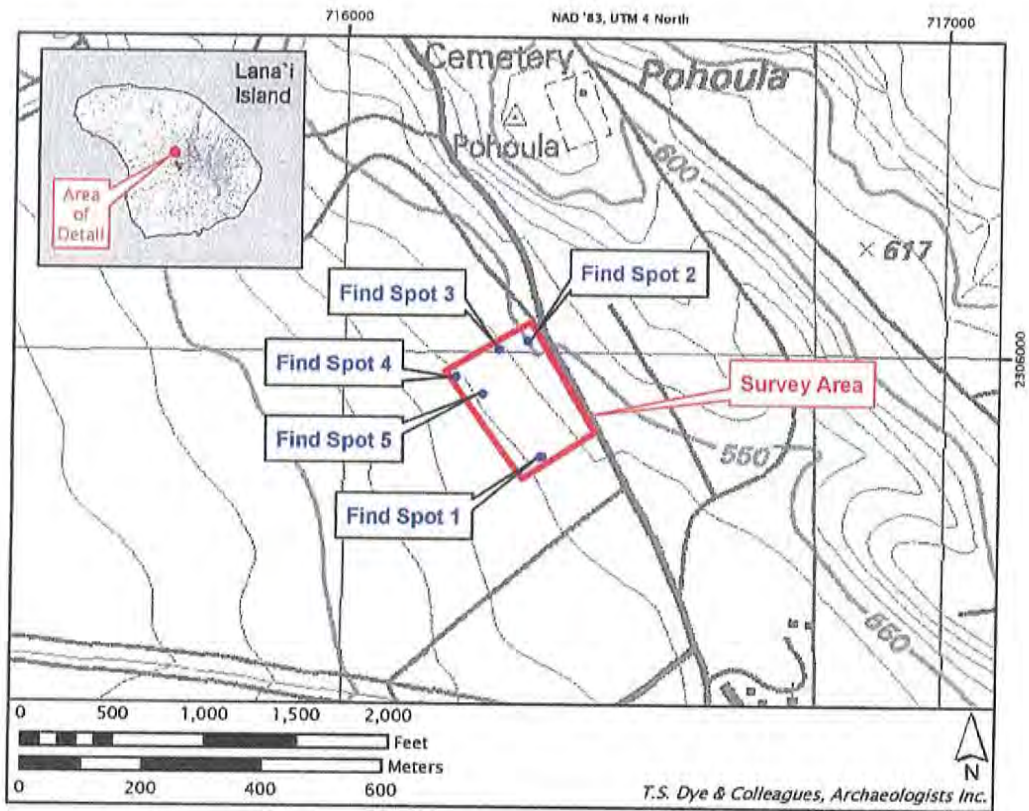 716000
NAD '83, UTM 4 North
717000
Lana`i
Island
Area
of
Detail
Cemetery
Pohoula
Pohoula
600
× 617
Find Spot 3
Find Spot 2
2306000
Find Spot 4
Survey Area
Find Spot 5
550
Find Spot 1
550
0 500 1,000 1,500 2,000
Feet
Meters
0 200 400 600
N
T.S. Dye & Colleagues, Archaeologists Inc.